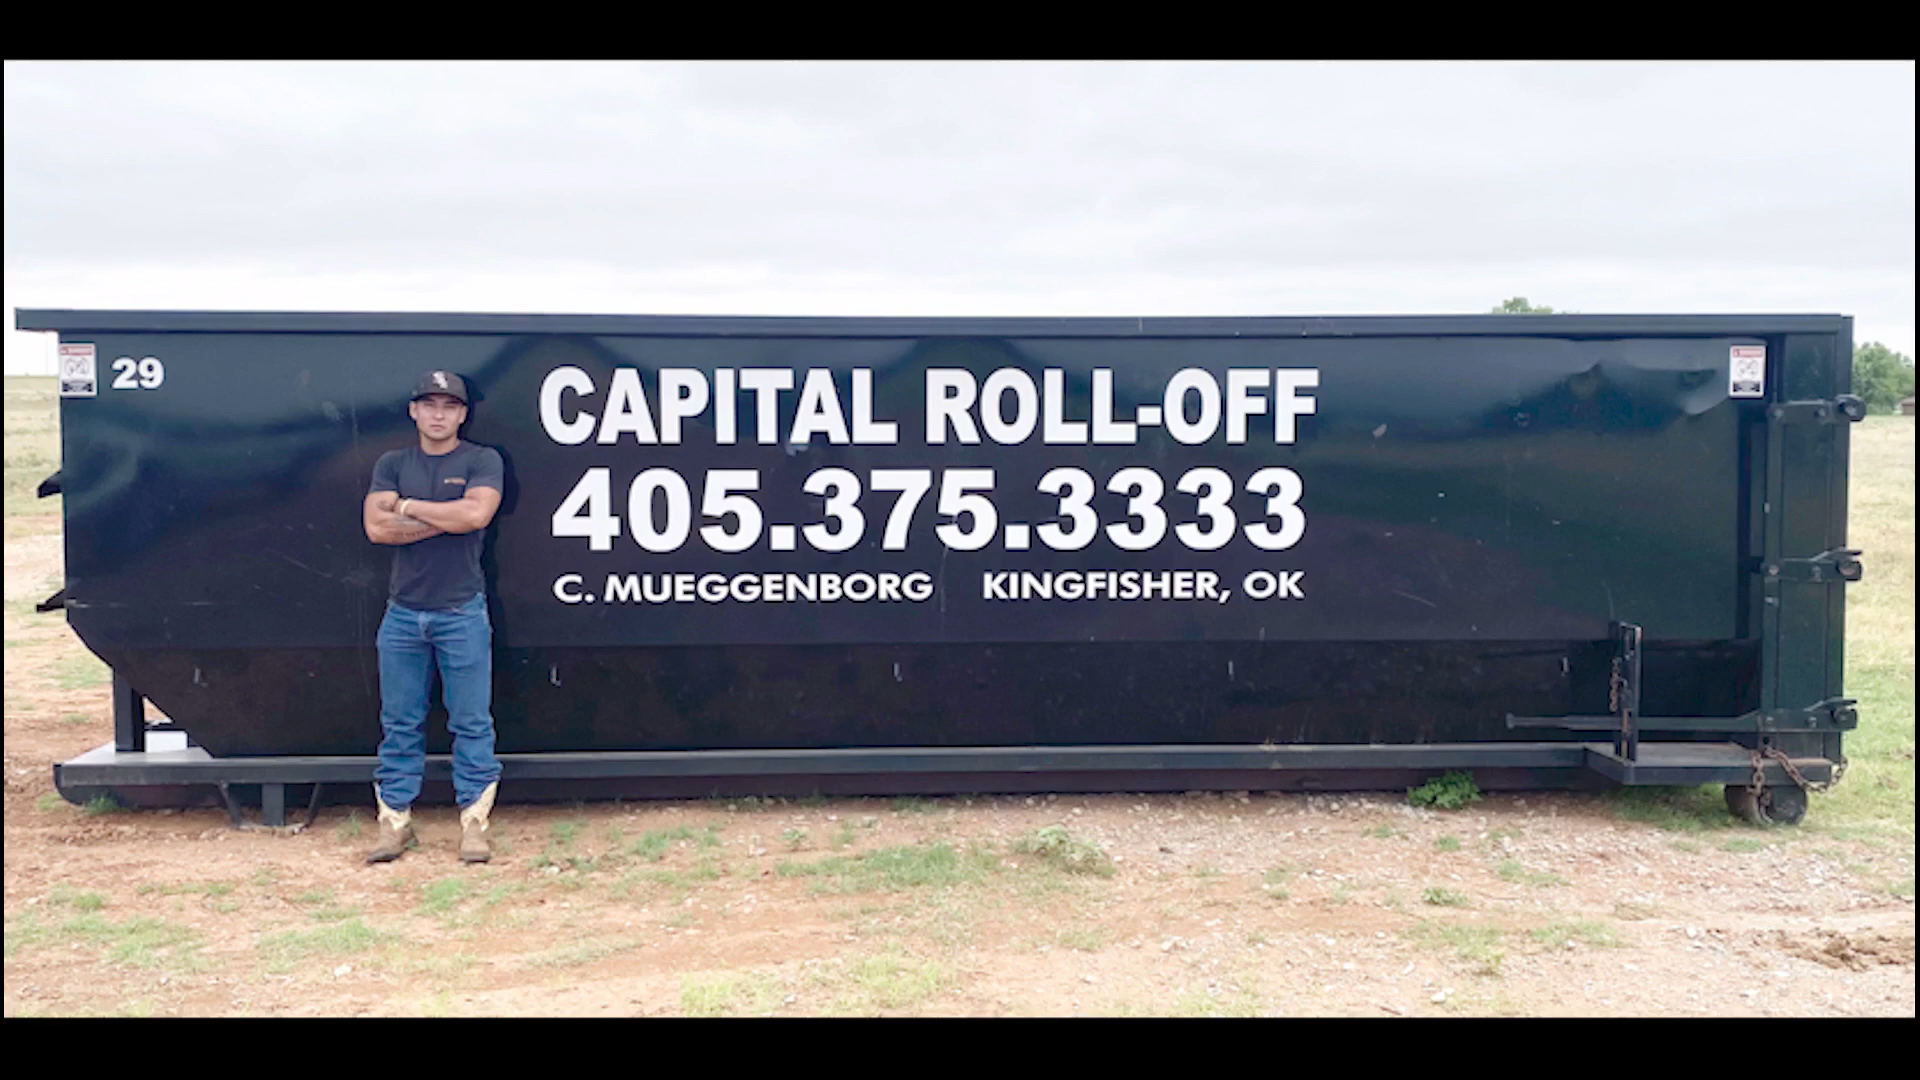 29
CAPITAL ROLL-OFF
405.375.3333
C. MUEGGENBORG KINGFISHER, OK